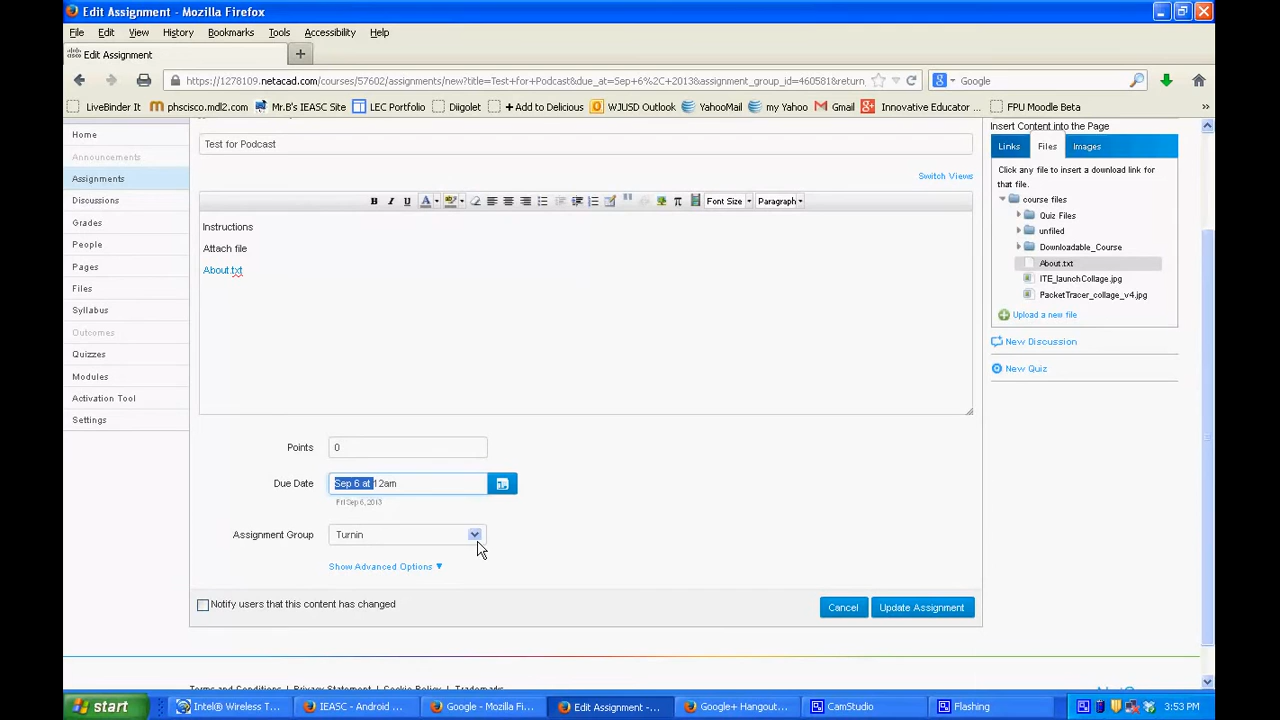 Edit Assignment - Mozilla Firefox
File Edit View History Bookmarks Tools Accessibility Help
Edit Assignment
https://1278109.netacad.com/courses/57602/assignments/new?title=Test+for+Podcast&due_at=Sep+6%2C+2013&assignment_group_id=460581&return Google
LiveBinder It phscisco.mdl2.com Mr.B's IEASC Site LEC Portfolio Diigolet + Add to Delicious WJUSD Outlook YahooMail my Yahoo Gmail Innovative Educator ... FPU Moodle Beta »
Home
Announcements
Assignments
Discussions
Grades
People
Pages
Files
Syllabus
Outcomes
Quizzes
Modules
Activation Tool
Settings
Test for Podcast
Switch Views
B I U A Font Size Paragraph
Instructions
Attach file
About.txt
Points 0
Due Date Sep 6 at 12am
Fri Sep 6, 2013
Assignment Group Turnin
Show Advanced Options ▼
Notify users that this content has changed
Cancel Update Assignment
Insert Content into the Page
Links Files Images
Click any file to insert a download link for
that file.
course files
Quiz Files
unfiled
Downloadable_Course
About.txt
ITE_launchCollage.jpg
PacketTracer_collage_v4.jpg
Upload a new file
New Discussion
New Quiz
Terms and Conditions | Privacy Statement | Cookie Policy | Trademarks
start Intel® Wireless T... IEASC - Android ... Google - Mozilla Fi... Edit Assignment -... Google+ Hangout... CamStudio Flashing 3:53 PM